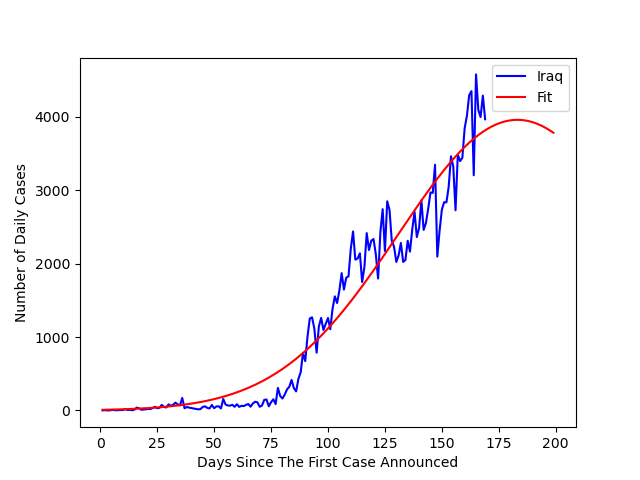 Iraq
Fit
4000
3000
2000
1000
0
Number of Daily Cases
0 25 50 75 100 125 150 175 200
Days Since The First Case Announced